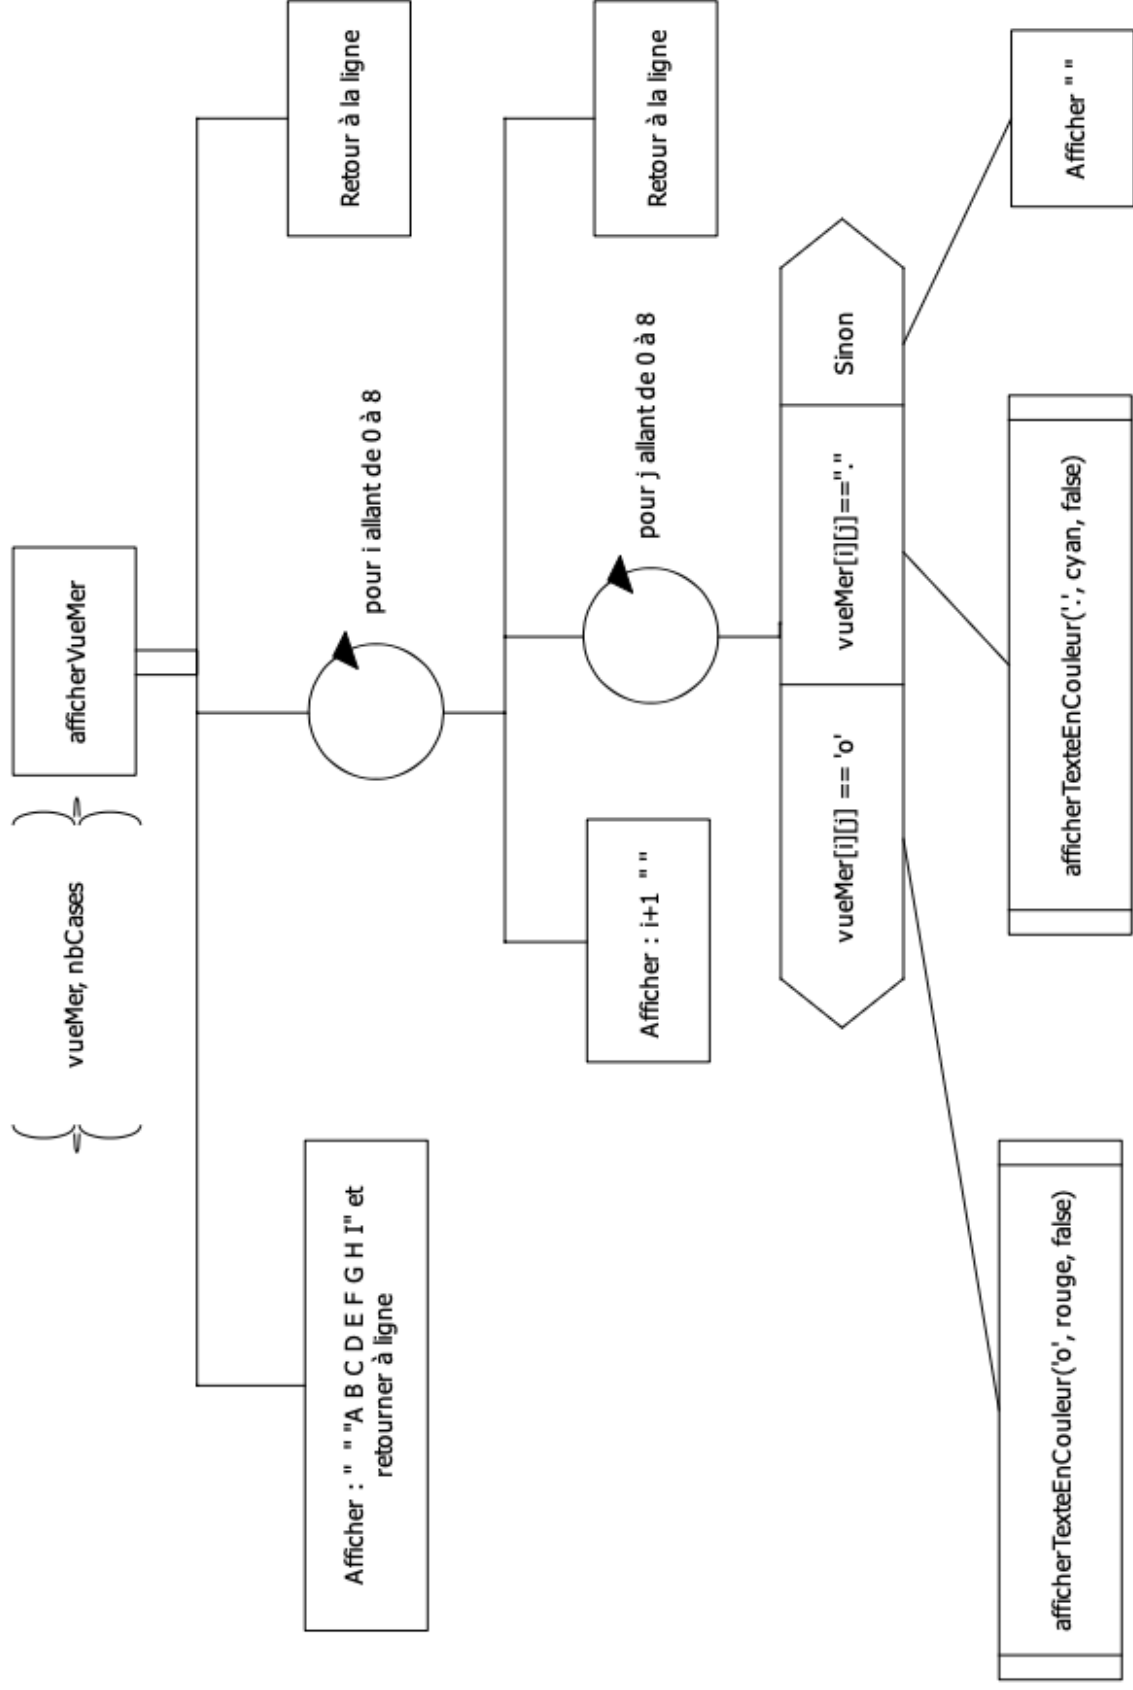 vueMer, nbCases
afficherVueMer
Afficher : " " "A B C D E F G H I" et
retourner à ligne
pour i allant de 0 à 8
Retour à la ligne
Afficher : i+1 " "
pour j allant de 0 à 8
Retour à la ligne
vueMer[i][j] == 'o'
vueMer[i][j]=="."
Sinon
afficherTexteEnCouleur('o', rouge, false)
afficherTexteEnCouleur('.', cyan, false)
Afficher " "